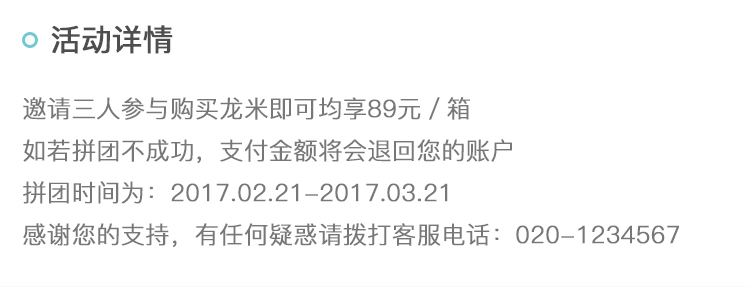 活动详情
邀请三人参与购买龙米即可均享89元 / 箱
如若拼团不成功，支付金额将会退回您的账户
拼团时间为：2017.02.21-2017.03.21
感谢您的支持，有任何疑惑请拨打客服电话：020-1234567